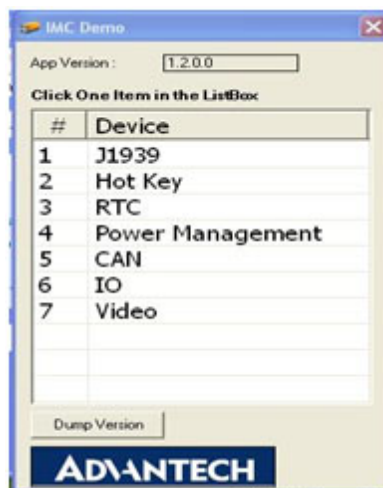 IMC Demo
App Version : 1.2.0.0
Click One Item in the ListBox
# Device
1 J1939
2 Hot Key
3 RTC
4 Power Management
5 CAN
6 IO
7 Video
Dump Version
ADVANTECH